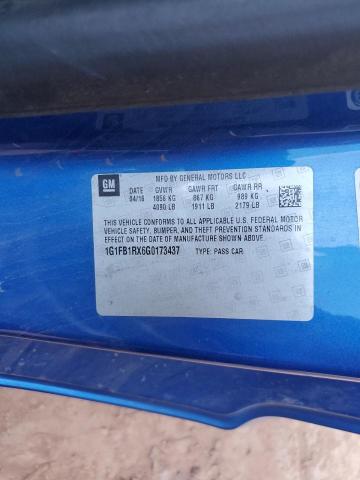 GM
MFD BY GENERAL MOTORS LLC
DATE GVWR GAWR FRT GAWR RR
04/16 1856 KG 867 KG 989 KG
4090 LB 1911 LB 2179 LB
THIS VEHICLE CONFORMS TO ALL APPLICABLE U.S. FEDERAL MOTOR
VEHICLE SAFETY, BUMPER, AND THEFT PREVENTION STANDARDS IN
EFFECT ON THE DATE OF MANUFACTURE SHOWN ABOVE
1G1FB1RX6G0173437 TYPE: PASS CAR